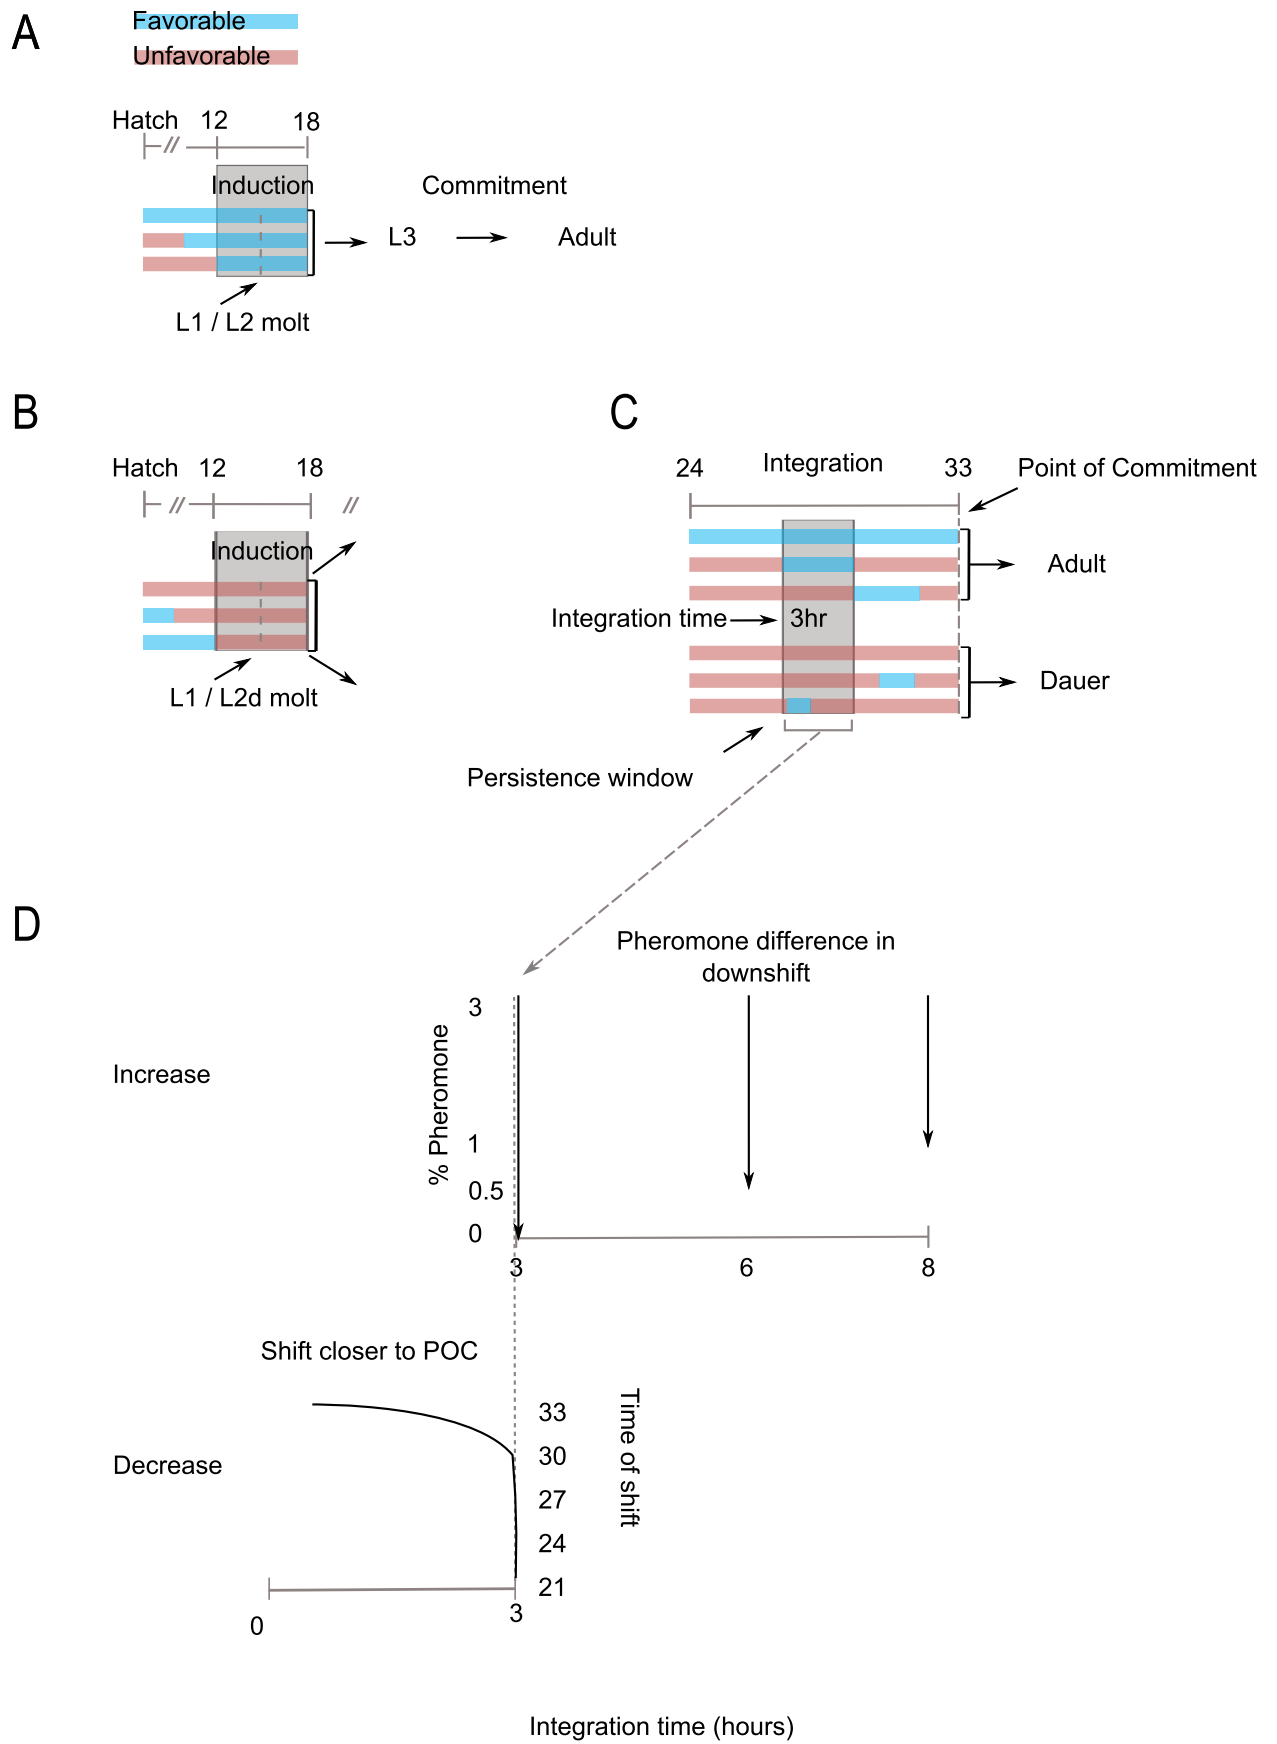 A
Favorable
Unfavorable
Hatch 12 18
Induction
Commitment
L3
Adult
L1 / L2 molt
B
Hatch 12 18
Induction
L1 / L2d molt
C
24 Integration 33
Point of Commitment
Adult
Integration time
3hr
Dauer
Persistence window
D
Pheromone difference in
downshift
Increase
% Pheromone
3
1
0.5
0
3 6 8
Shift closer to POC
Decrease
33
30
27
24
21
Time of shift
0 3
Integration time (hours)